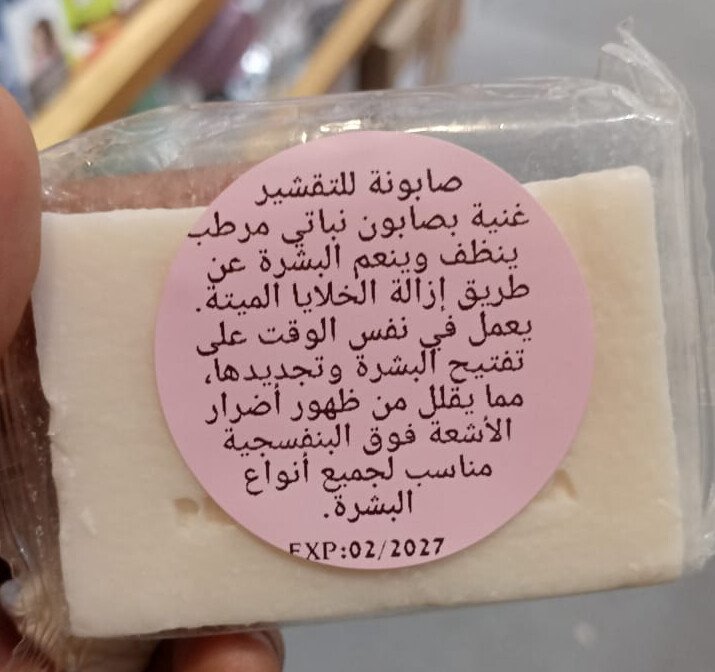 صابونة للتقشير
غنية بصابون نباتي مرطب
ينظف وينعم البشرة عن
طريق إزالة الخلايا الميتة.
يعمل في نفس الوقت على
تفتيح البشرة وتجديدها،
مما يقلل من ظهور أضرار
الأشعة فوق البنفسجية
مناسب لجميع أنواع
البشرة.
EXP:02/2027